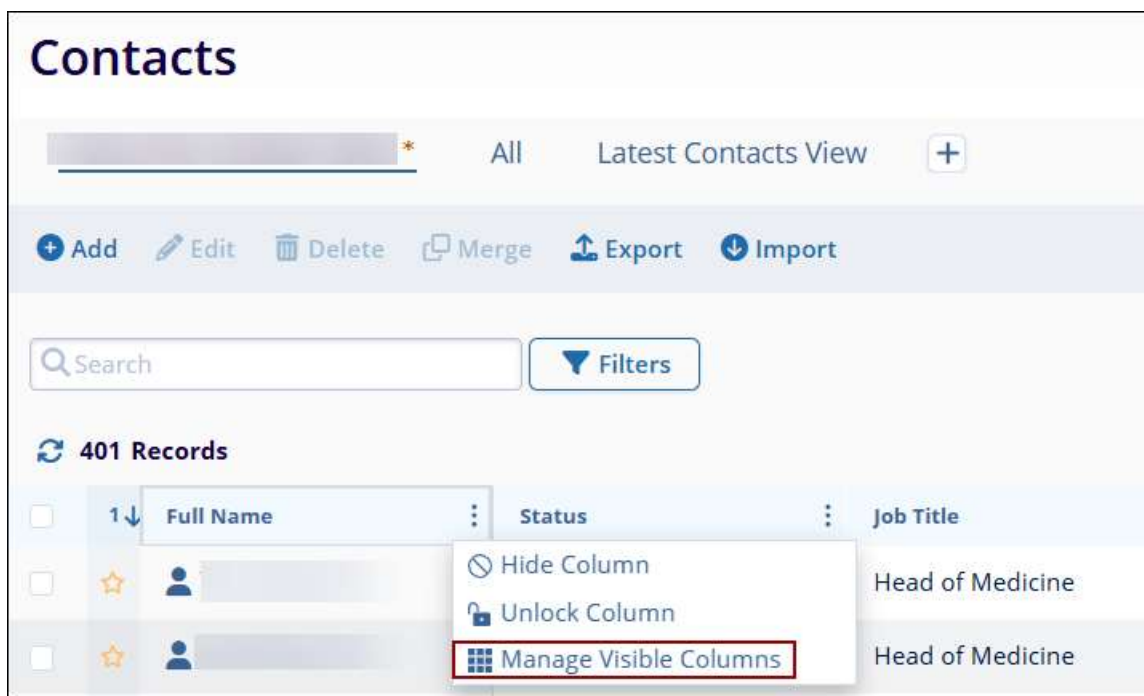 Contacts
* All Latest Contacts View +
Add Edit Delete Merge Export Import
Search Filters
401 Records
1 Full Name Status Job Title
Hide Column
Head of Medicine
Unlock Column
Manage Visible Columns
Head of Medicine